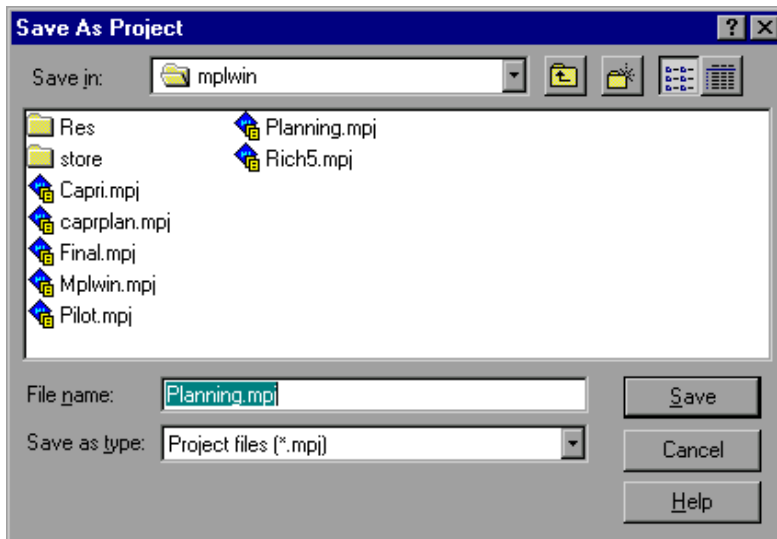 Save As Project
Save in: mplwin
Res
store
Capri.mpj
caprplan.mpj
Final.mpj
Mplwin.mpj
Pilot.mpj
Planning.mpj
Rich5.mpj
File name: Planning.mpj Save
Save as type: Project files (*.mpj) Cancel
Help